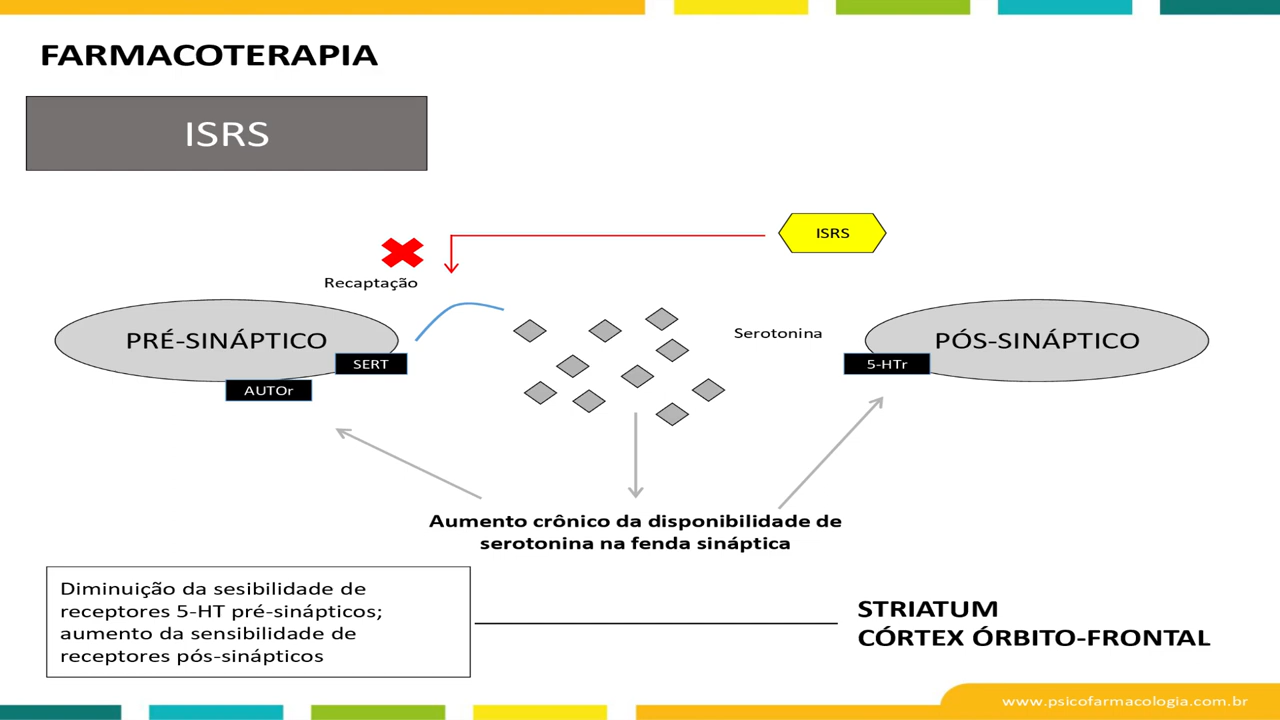 FARMACOTERAPIA
ISRS
ISRS
Recaptação
Serotonina
PRÉ-SINÁPTICO
PÓS-SINÁPTICO
SERT
5-HTr
AUTOr
Aumento crônico da disponibilidade de
serotonina na fenda sináptica
Diminuição da sesibilidade de
receptores 5-HT pré-sinápticos;
aumento da sensibilidade de
receptores pós-sinápticos
STRIATUM
CÓRTEX ÓRBITO-FRONTAL
www.psicofarmacologia.com.br